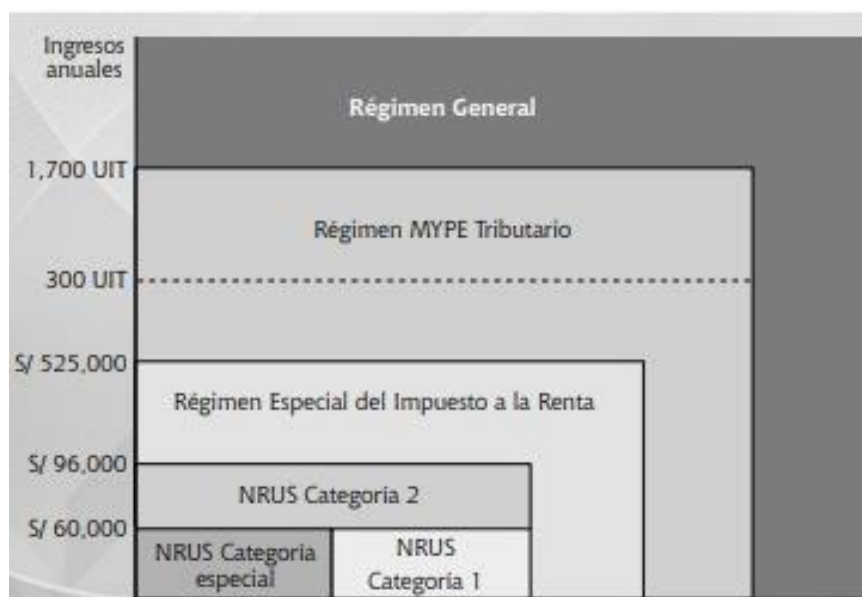 Ingresos
anuales
Régimen General
1,700 UIT
Régimen MYPE Tributario
300 UIT
S/ 525,000
Régimen Especial del Impuesto a la Renta
S/ 96,000
NRUS Categoría 2
S/ 60,000
NRUS Categoría
especial
NRUS
Categoría 1